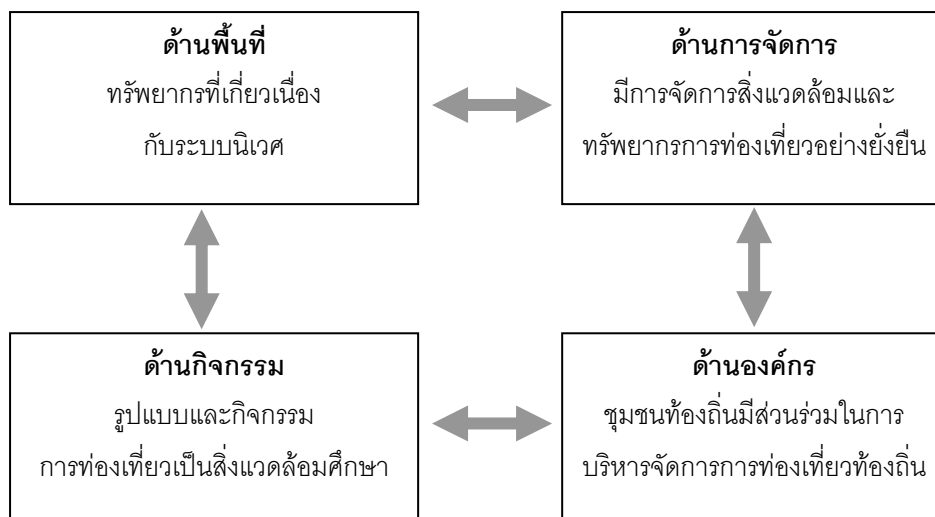 ด้านพื้นที่
ทรัพยากรที่เกี่ยวเนื่อง
กับระบบนิเวศ
ด้านการจัดการ
มีการจัดการสิ่งแวดล้อมและ
ทรัพยากรการท่องเที่ยวอย่างยั่งยืน
ด้านกิจกรรม
รูปแบบและกิจกรรม
การท่องเที่ยวเป็นสิ่งแวดล้อมศึกษา
ด้านองค์กร
ชุมชนท้องถิ่นมีส่วนร่วมในการ
บริหารจัดการการท่องเที่ยวท้องถิ่น